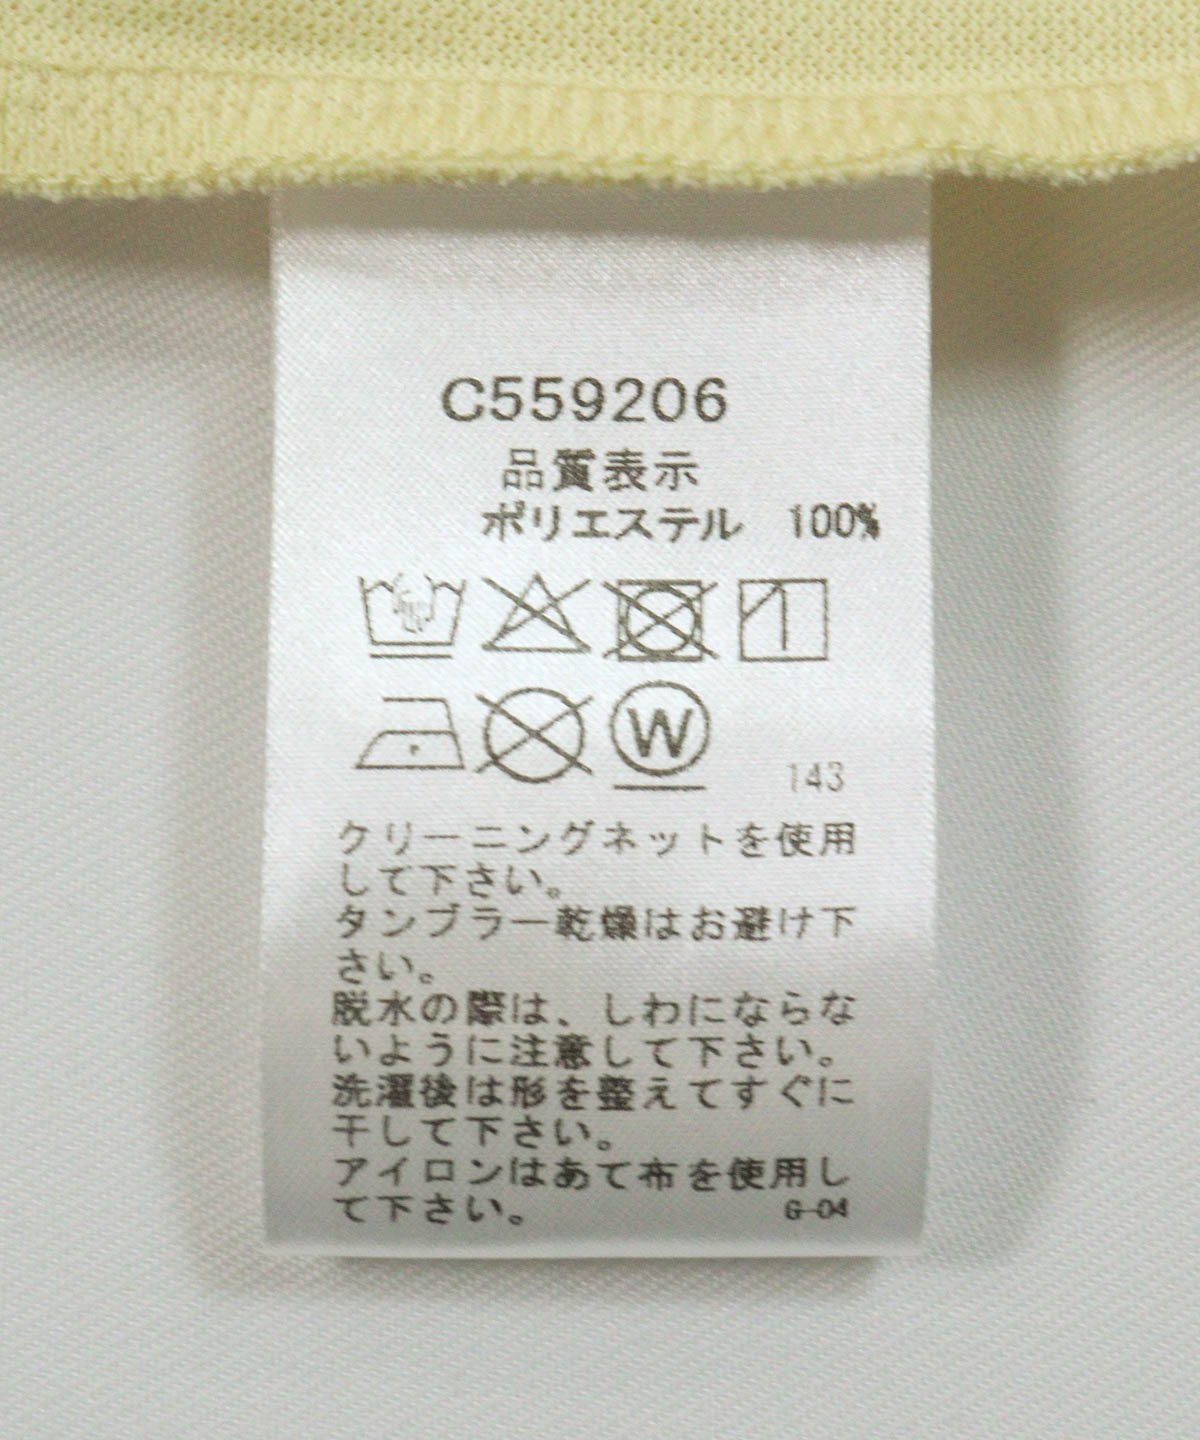 C559206
品質表示
ポリエステル 100%
W
143
クリーニングネットを使用
して下さい。
タンブラー乾燥はお避け下
さい。
脱水の際は、しわにならな
いように注意して下さい。
洗濯後は形を整えてすぐに
干して下さい。
アイロンはあて布を使用し
て下さい。 G-04